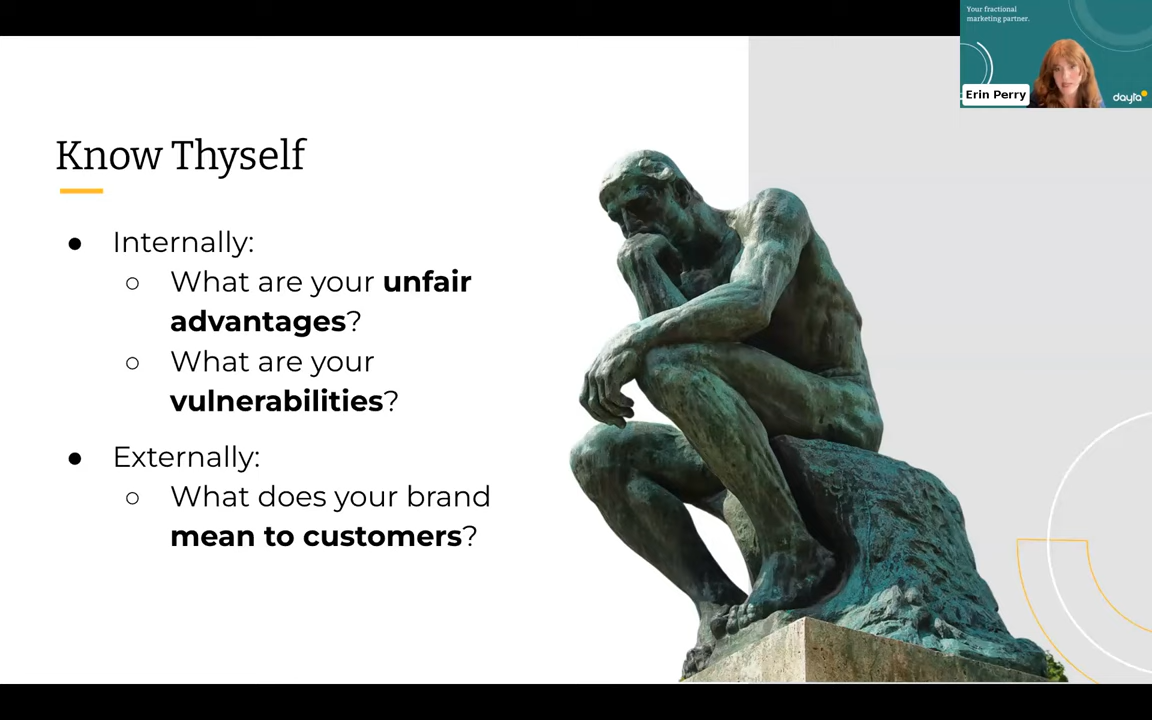 Your fractional
marketing partner.
Erin Perry
dayta
Know Thyself
● Internally:
○ What are your unfair
advantages?
○ What are your
vulnerabilities?
● Externally:
○ What does your brand
mean to customers?